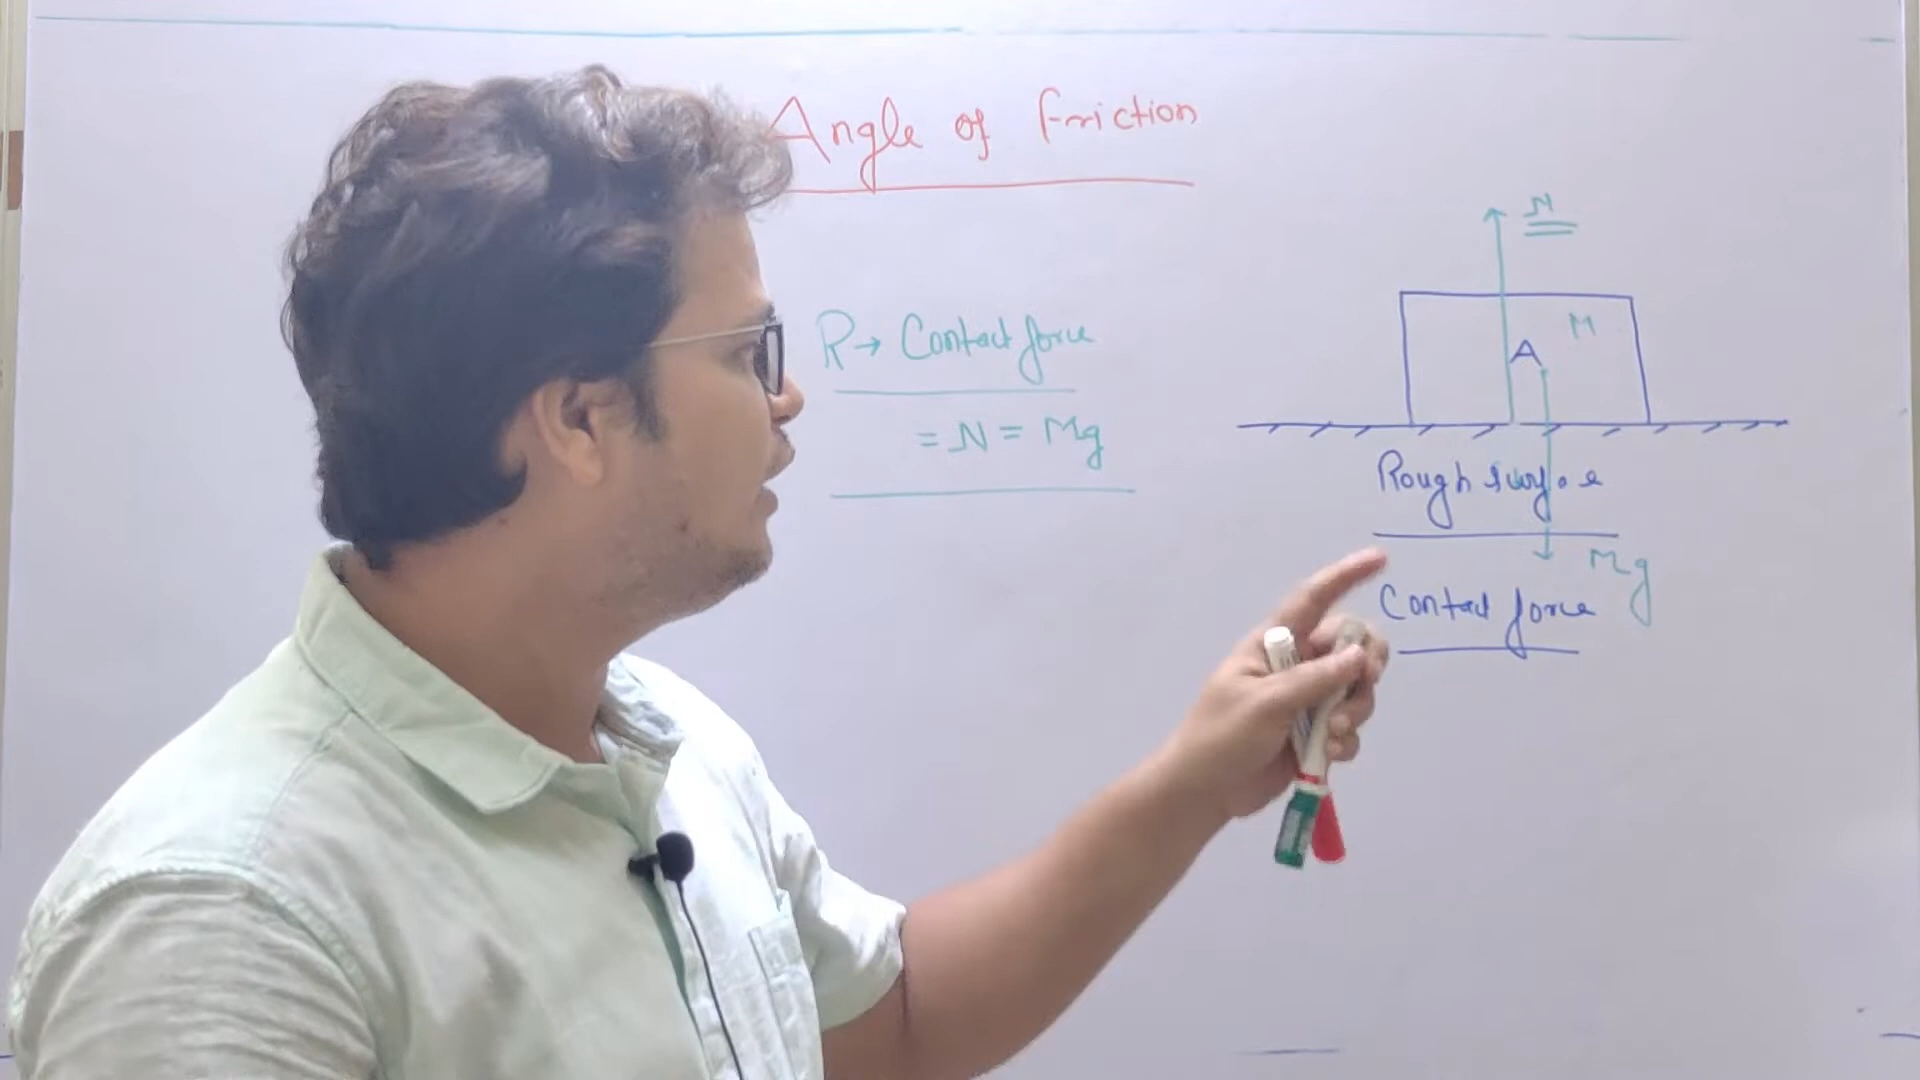 Angle of friction
R → Contact force
= N = Mg
N
M
A
Rough surface
Mg
Contact force